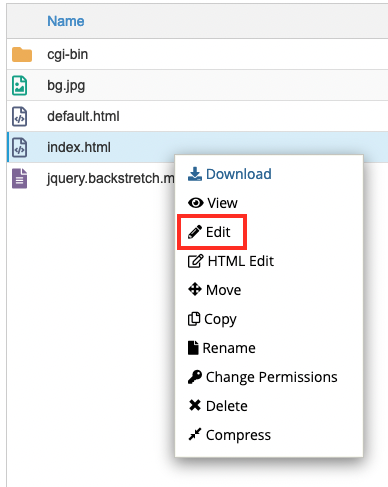 Name
cgi-bin
bg.jpg
default.html
index.html
jquery.backstretch.m
Download
View
Edit
HTML Edit
Move
Copy
Rename
Change Permissions
Delete
Compress